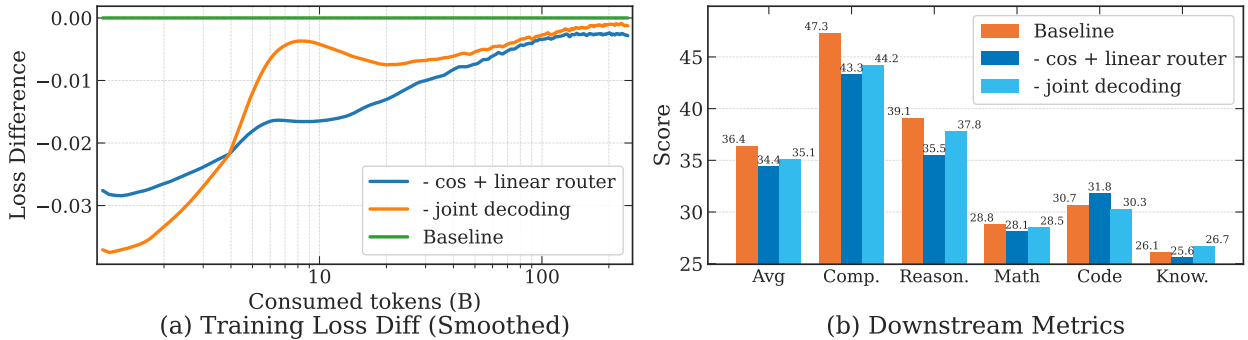 0.00
−0.01
−0.02
−0.03
Loss Difference
- cos + linear router
- joint decoding
Baseline
10
100
Consumed tokens (B)
(a) Training Loss Diff (Smoothed)
45
40
35
30
25
Score
Baseline
- cos + linear router
- joint decoding
36.4
34.4
35.1
47.3
43.3
44.2
39.1
35.5
37.8
28.8
28.1
28.5
30.7
31.8
30.3
26.1
25.6
26.7
Avg
Comp.
Reason.
Math
Code
Know.
(b) Downstream Metrics